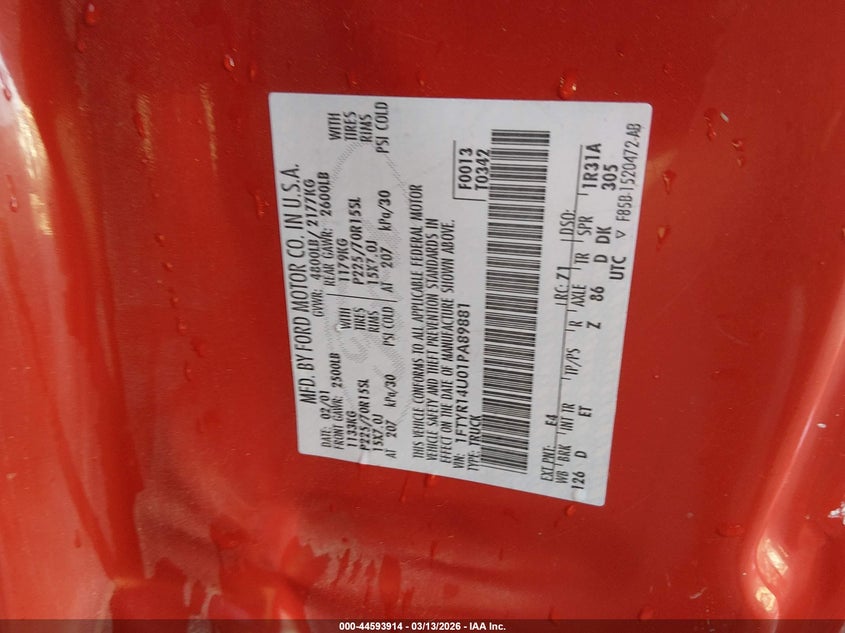 MFD. BY FORD MOTOR CO. IN U.S.A.
DATE: 02/01 GVWR: 4800LB/ 2177KG
FRONT GAWR: 2500LB REAR GAWR: 2600LB
1133KG WITH 1179KG WITH
P225/70R15SL TIRES P225/70R15SL TIRES
15X7.0J RIMS 15X7.0J RIMS
AT 207 kPa/30 PSI COLD AT 207 kPa/30 PSI COLD
THIS VEHICLE CONFORMS TO ALL APPLICABLE FEDERAL MOTOR
VEHICLE SAFETY AND THEFT PREVENTION STANDARDS IN
EFFECT ON THE DATE OF MANUFACTURE SHOWN ABOVE.
VIN: 1FTYR14U01PA89881 F0013
TYPE: TRUCK T0342
EXT PNT: E4 RC: Z1 DSO:
WB BRK INT TR TP/PS R AXLE TR SPR 1R31A
126 D ET Z 86 D DK 305
UTC ▽ F85B-1520472-AB
000-44593914 - 03/13/2026 - IAA Inc.